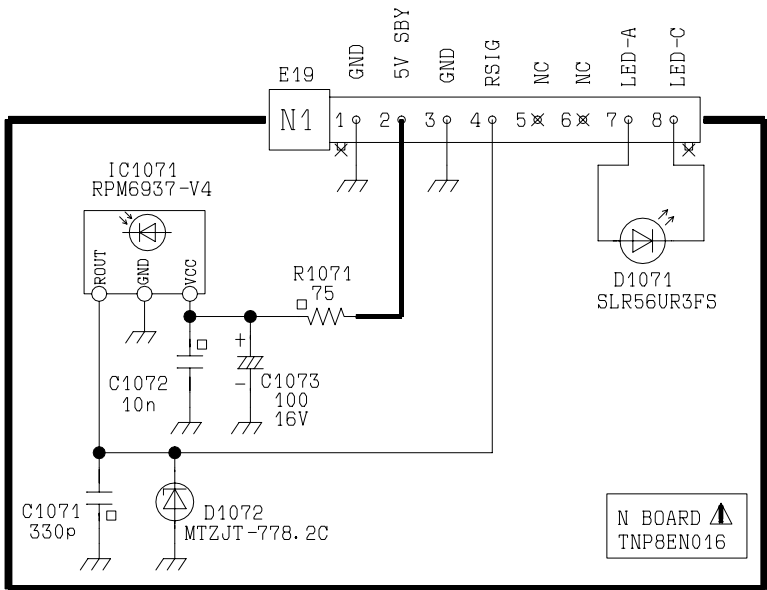 GND
5V SBY
GND
RSIG
NC
NC
LED-A
LED-C
E19
N1
1 2 3 4 5 6 7 8
IC1071
RPM6937-V4
ROUT
GND
VCC
R1071
75
D1071
SLR56UR3FS
+
-
C1072
10n
C1073
100
16V
C1071
330p
D1072
MTZJT-778.2C
N BOARD
TNP8EN016